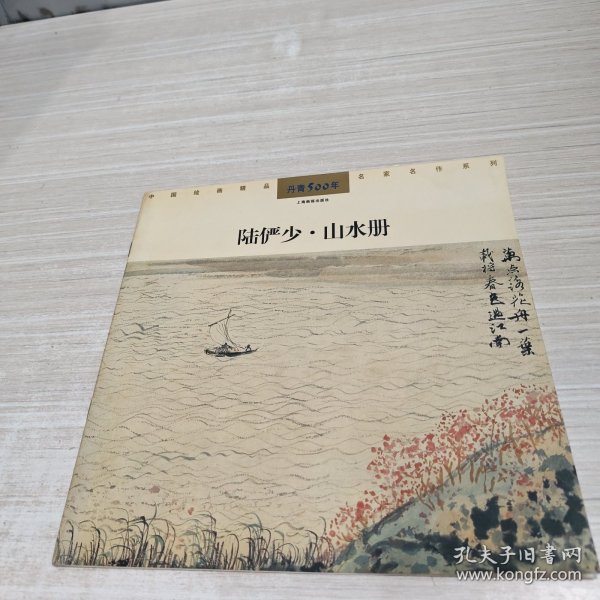 中国绘画精品
丹青500年
名家名作系列
上海书画出版社
陆俨少·山水册
万点落花舟一叶
载将春色过江南
孔夫子旧书网
www.kongfz.com